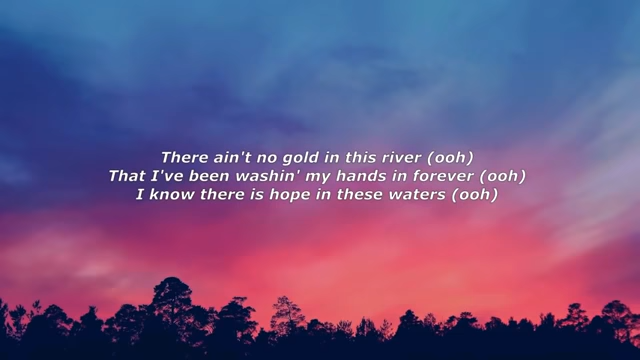 There ain't no gold in this river (ooh)
That I've been washin' my hands in forever (ooh)
I know there is hope in these waters (ooh)